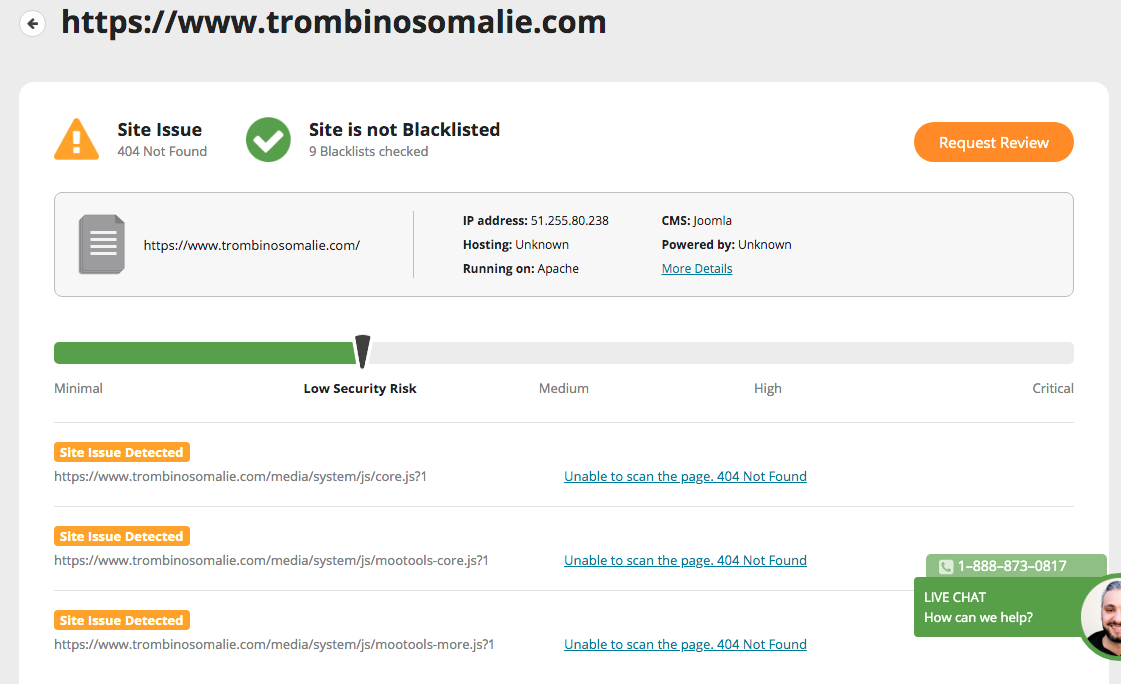 https://www.trombinosomalie.com
Site Issue
404 Not Found
Site is not Blacklisted
9 Blacklists checked
Request Review
https://www.trombinosomalie.com/
IP address: 51.255.80.238
Hosting: Unknown
Running on: Apache
CMS: Joomla
Powered by: Unknown
More Details
Minimal
Low Security Risk
Medium
High
Critical
Site Issue Detected
https://www.trombinosomalie.com/media/system/js/core.js?1
Unable to scan the page. 404 Not Found
Site Issue Detected
https://www.trombinosomalie.com/media/system/js/mootools-core.js?1
Unable to scan the page. 404 Not Found
Site Issue Detected
https://www.trombinosomalie.com/media/system/js/mootools-more.js?1
Unable to scan the page. 404 Not Found
1–888–873–0817
LIVE CHAT
How can we help?